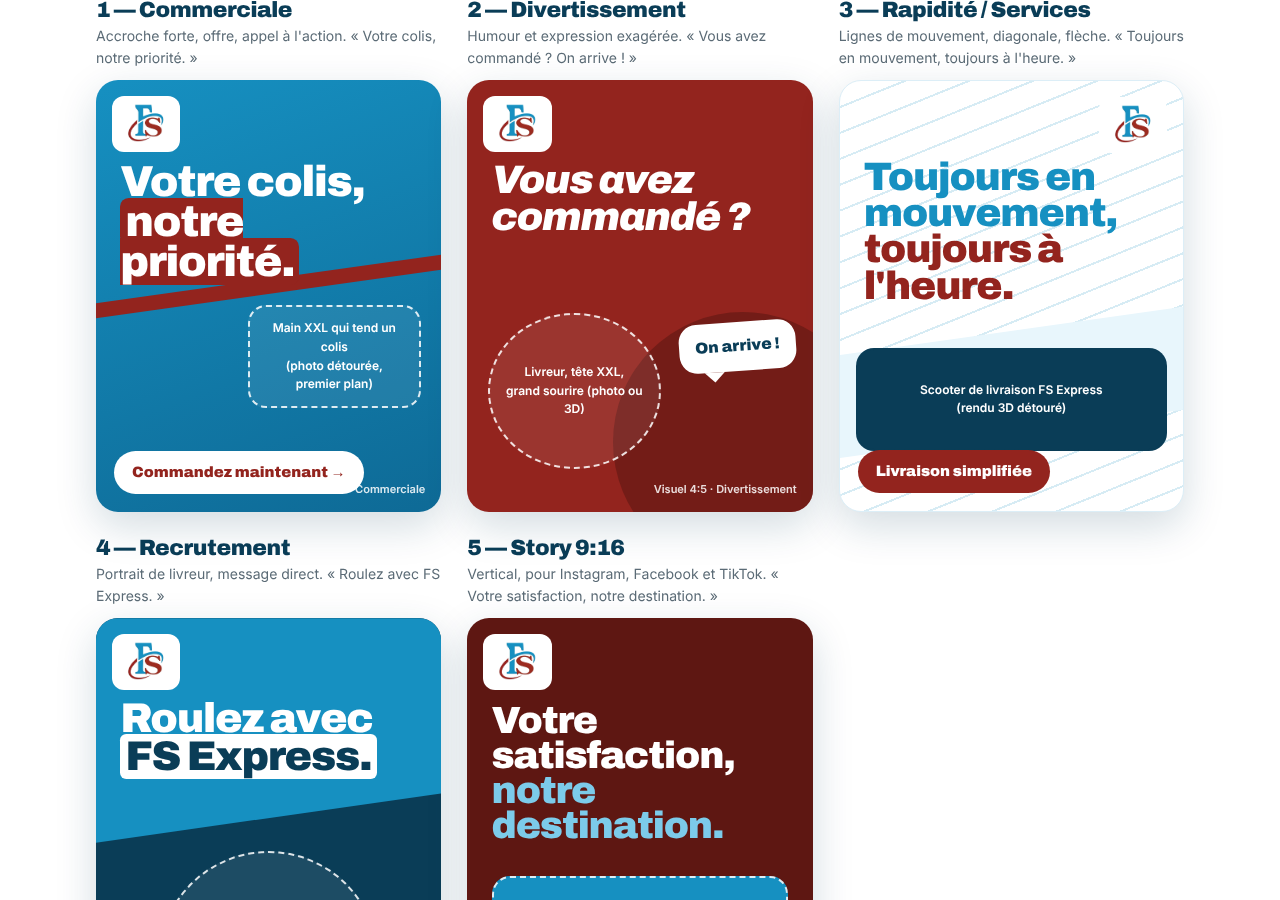 1 — Commerciale
Accroche forte, offre, appel à l'action. « Votre colis,
notre priorité. »
FS
Votre colis,
notre
priorité.
Main XXL qui tend un
colis
(photo détourée,
premier plan)
Commandez maintenant →
Commerciale
2 — Divertissement
Humour et expression exagérée. « Vous avez
commandé ? On arrive ! »
FS
Vous avez
commandé ?
On arrive !
Livreur, tête XXL,
grand sourire (photo ou
3D)
Visuel 4:5 · Divertissement
3 — Rapidité / Services
Lignes de mouvement, diagonale, flèche. « Toujours
en mouvement, toujours à l'heure. »
FS
Toujours en
mouvement,
toujours à
l'heure.
Scooter de livraison FS Express
(rendu 3D détouré)
Livraison simplifiée
4 — Recrutement
Portrait de livreur, message direct. « Roulez avec FS
Express. »
FS
Roulez avec
FS Express.
5 — Story 9:16
Vertical, pour Instagram, Facebook et TikTok. «
Votre satisfaction, notre destination. »
FS
Votre
satisfaction,
notre
destination.